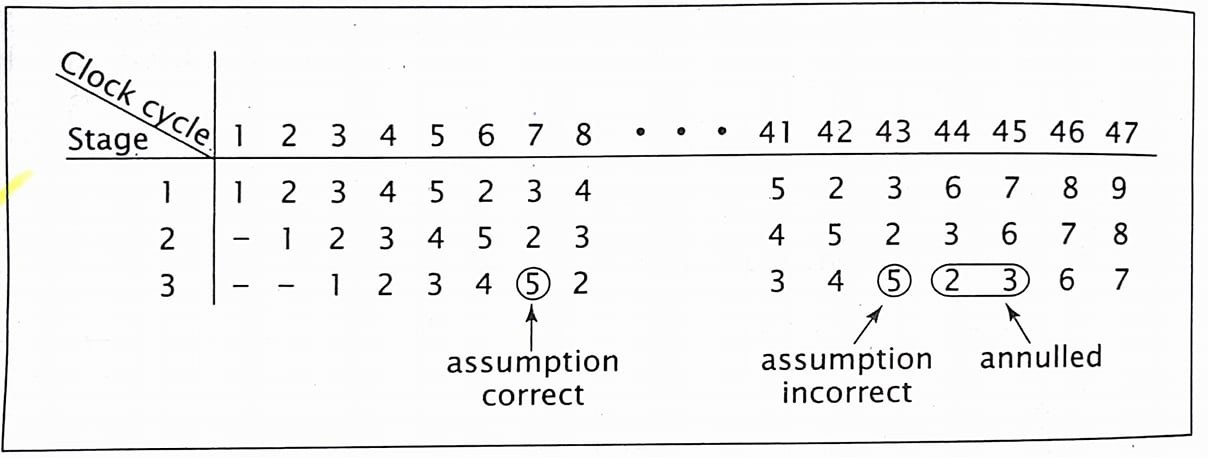 Clock cycle
Stage 1 2 3 4 5 6 7 8 • • • 41 42 43 44 45 46 47
1 1 2 3 4 5 2 3 4 5 2 3 6 7 8 9
2 – 1 2 3 4 5 2 3 4 5 2 3 6 7 8
3 – – 1 2 3 4 5 2 3 4 5 2 3 6 7
assumption correct
assumption incorrect
annulled